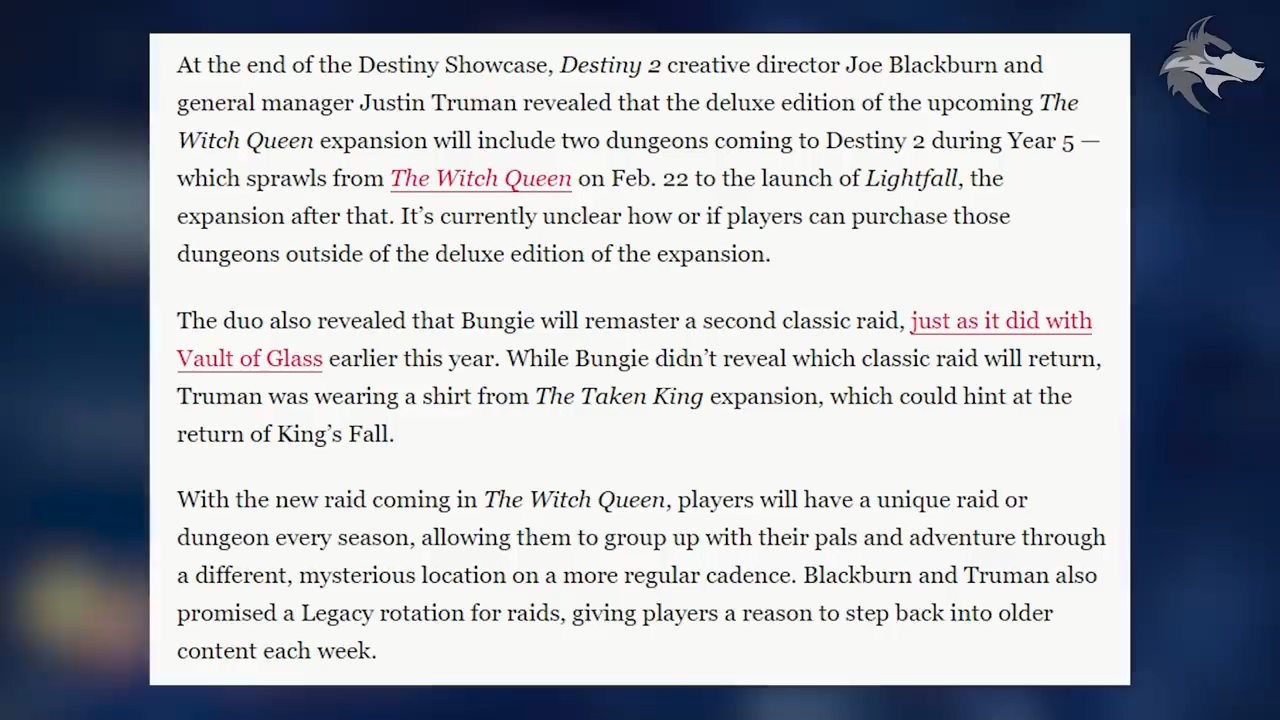 At the end of the Destiny Showcase, Destiny 2 creative director Joe Blackburn and
general manager Justin Truman revealed that the deluxe edition of the upcoming The
Witch Queen expansion will include two dungeons coming to Destiny 2 during Year 5 —
which sprawls from The Witch Queen on Feb. 22 to the launch of Lightfall, the
expansion after that. It’s currently unclear how or if players can purchase those
dungeons outside of the deluxe edition of the expansion.
The duo also revealed that Bungie will remaster a second classic raid, just as it did with
Vault of Glass earlier this year. While Bungie didn’t reveal which classic raid will return,
Truman was wearing a shirt from The Taken King expansion, which could hint at the
return of King’s Fall.
With the new raid coming in The Witch Queen, players will have a unique raid or
dungeon every season, allowing them to group up with their pals and adventure through
a different, mysterious location on a more regular cadence. Blackburn and Truman also
promised a Legacy rotation for raids, giving players a reason to step back into older
content each week.